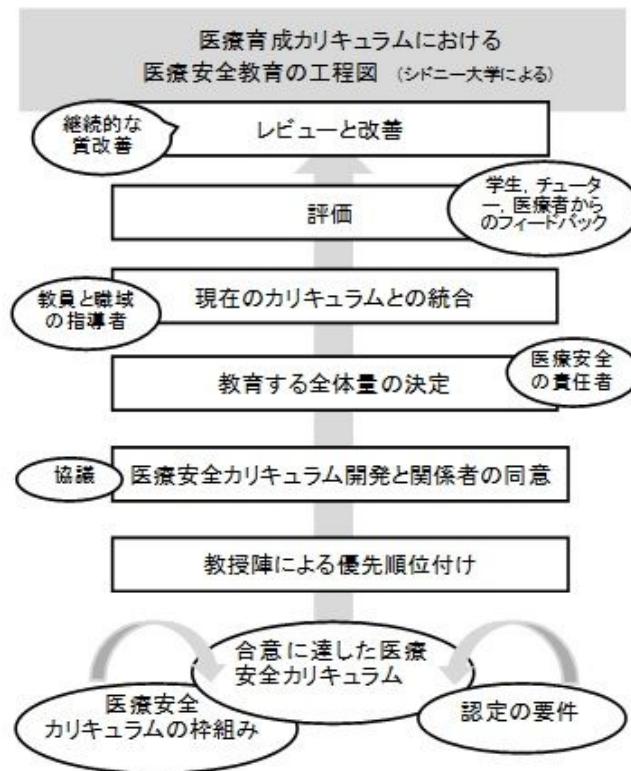 医療育成カリキュラムにおける
医療安全教育の工程図 (シドニー大学による)
継続的な
質改善
レビューと改善
評価
学生, チュータ
ー, 医療者から
のフィードバック
教員と職域
の指導者
現在のカリキュラムとの統合
医療安全
の責任者
教育する全体量の決定
協議
医療安全カリキュラム開発と関係者の同意
教授陣による優先順位付け
合意に達した医療
安全カリキュラム
医療安全
カリキュラムの枠組み
認定の要件